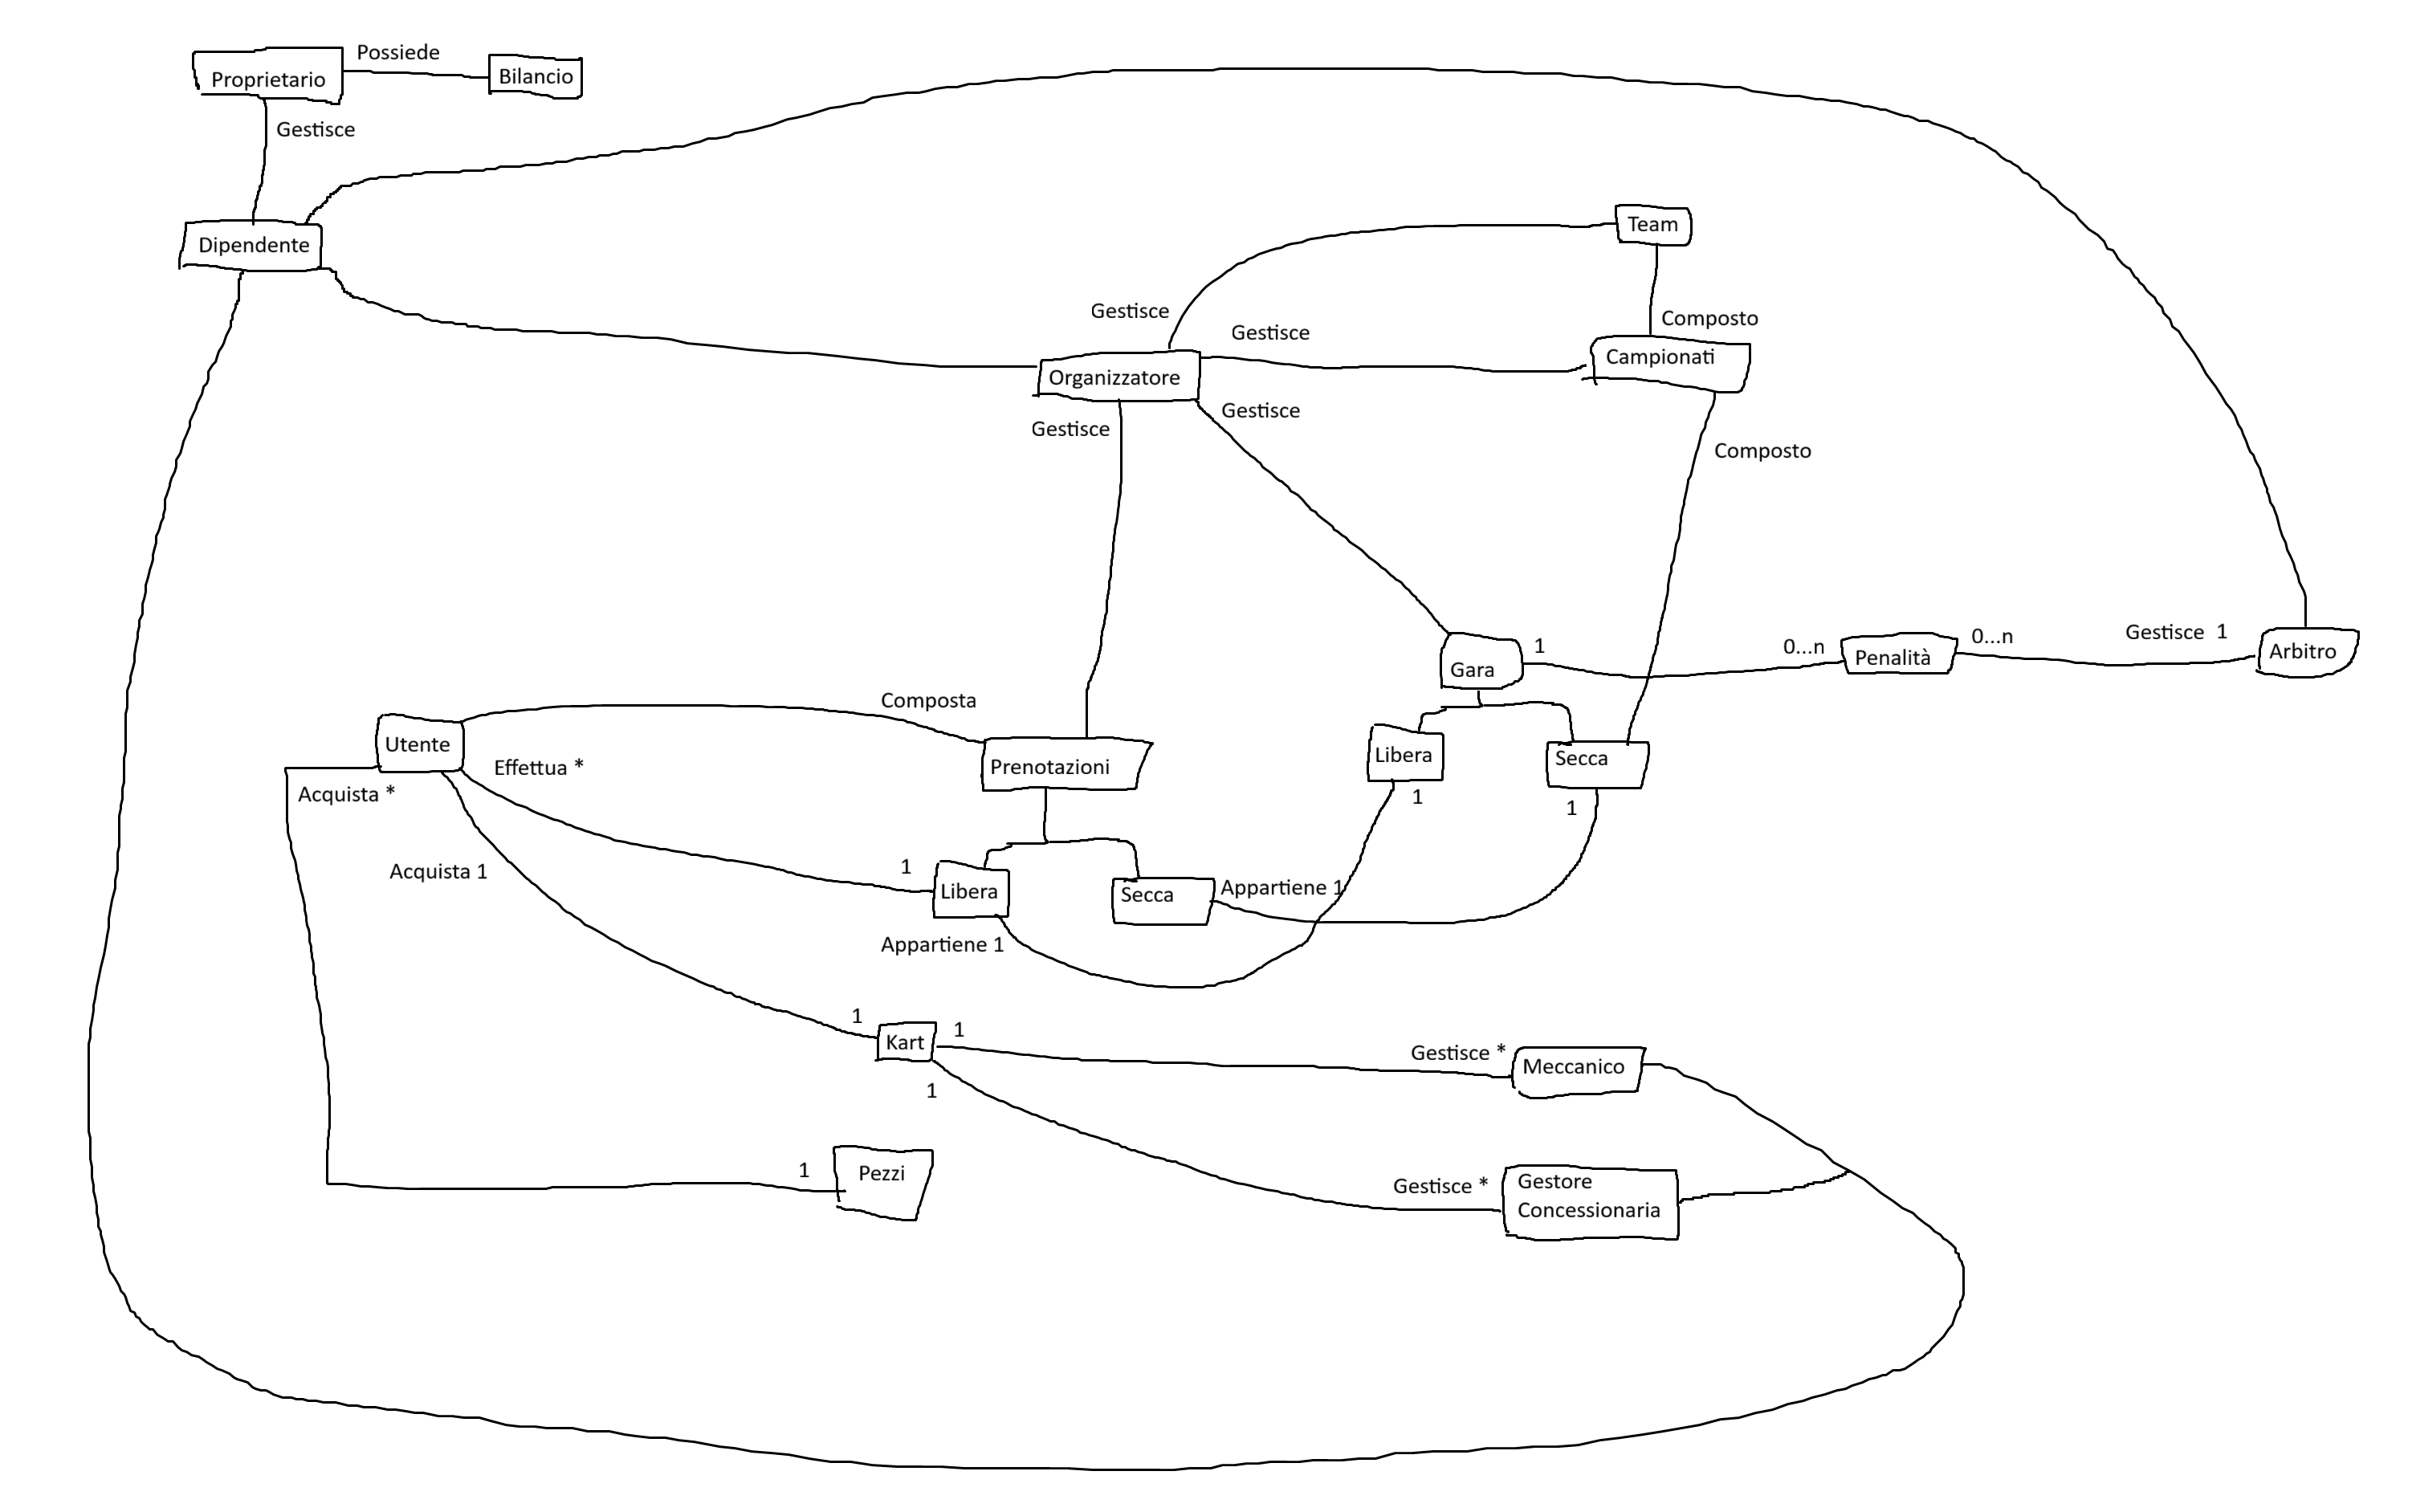 Possiede
Proprietario
Bilancio
Gestisce
Dipendente
Team
Gestisce
Composto
Gestisce
Campionati
Organizzatore
Gestisce
Gestisce
Composto
Gara
1
0...n
Penalità
0...n
Gestisce 1
Arbitro
Composta
Utente
Effettua *
Prenotazioni
Libera
Secca
Acquista *
1
1
Acquista 1
1
Libera
Secca
Appartiene 1
Appartiene 1
1
Kart
1
Gestisce *
Meccanico
1
1
Pezzi
Gestisce *
Gestore
Concessionaria